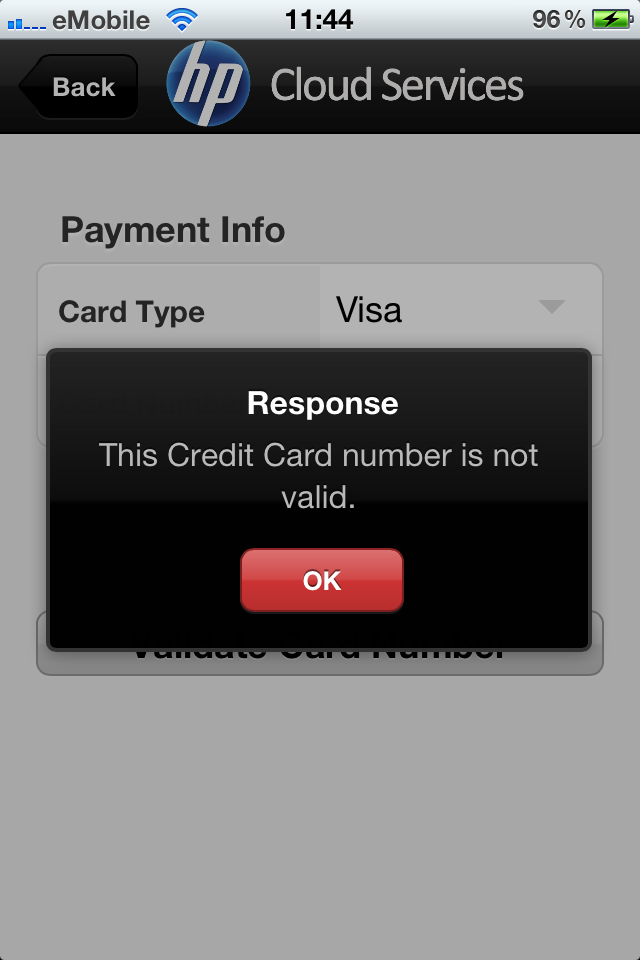 eMobile 11:44 96%
Back hp Cloud Services
Payment Info
Card Type Visa
Response
This Credit Card number is not
valid.
OK
Validate Card Number